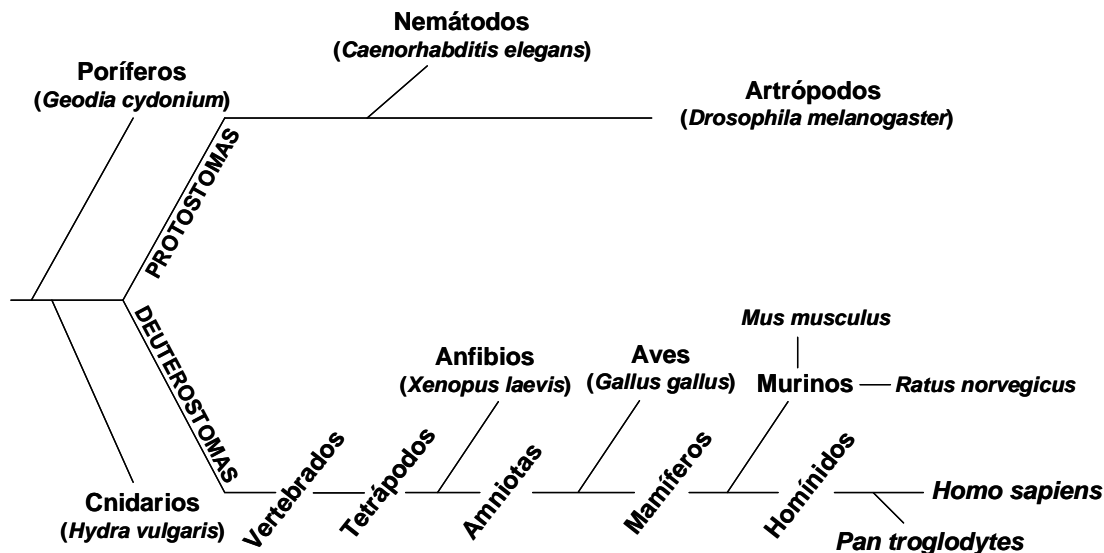 Nemátodos
(Caenorhabditis elegans)
Poríferos
(Geodia cydonium)
Artrópodos
(Drosophila melanogaster)
PROTOSTOMAS
DEUTEROSTOMAS
Mus musculus
Anfibios
(Xenopus laevis)
Aves
(Gallus gallus)
Murinos
Ratus norvegicus
Cnidarios
(Hydra vulgaris)
Vertebrados
Tetrápodos
Amniotas
Mamíferos
Homínidos
Homo sapiens
Pan troglodytes